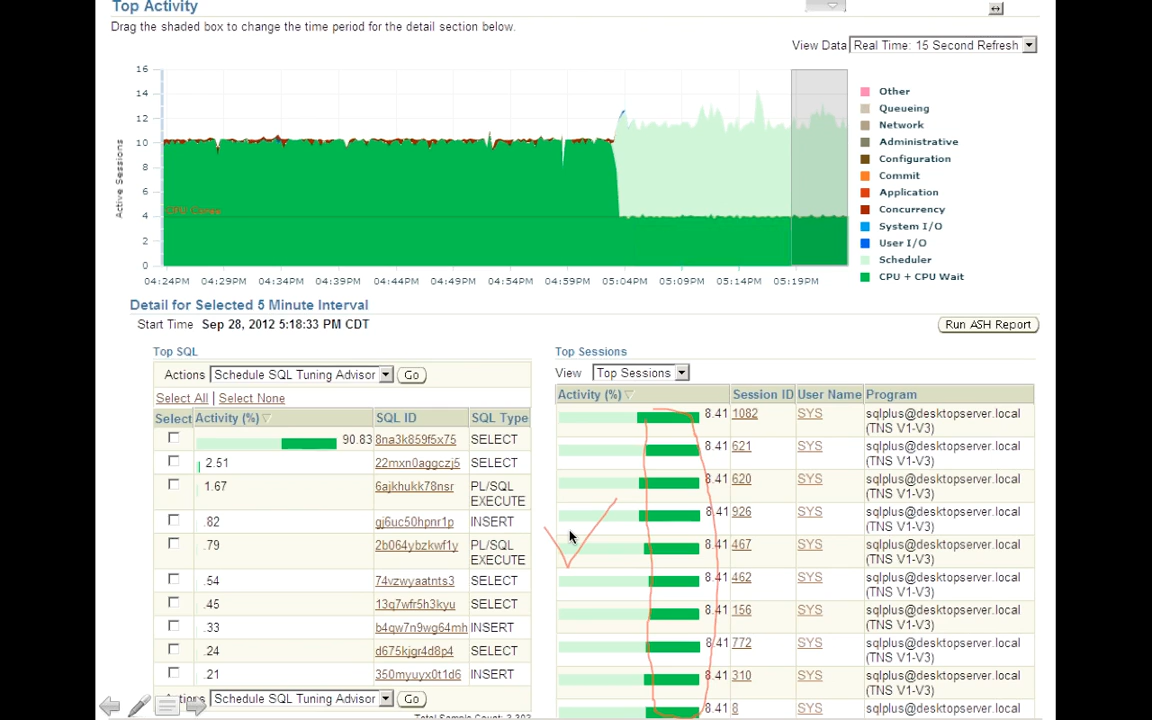 Top Activity
Drag the shaded box to change the time period for the detail section below.
View Data Real Time: 15 Second Refresh
16
14
12
10
8
6
4
2
0
Active Sessions
CPU Cores
04:24PM 04:29PM 04:34PM 04:39PM 04:44PM 04:49PM 04:54PM 04:59PM 05:04PM 05:09PM 05:14PM 05:19PM
Other
Queueing
Network
Administrative
Configuration
Commit
Application
Concurrency
System I/O
User I/O
Scheduler
CPU + CPU Wait
Detail for Selected 5 Minute Interval
Start Time Sep 28, 2012 5:18:33 PM CDT
Run ASH Report
Top SQL
Actions Schedule SQL Tuning Advisor Go
Select All | Select None
Select Activity (%) SQL ID SQL Type
90.83 8na3k859f5x75 SELECT
2.51 22mxn0aggczj5 SELECT
1.67 6ajkhukk78nsr PL/SQL EXECUTE
.82 gj6uc50hpnr1p INSERT
.79 2b064ybzkwf1y PL/SQL EXECUTE
.54 74vzwyaatnts3 SELECT
.45 13q7wfr5h3kyu SELECT
.33 b4qw7n9wg64mh INSERT
.24 d675kjgr4d8p4 SELECT
.21 350myuyx0t1d6 INSERT
Actions Schedule SQL Tuning Advisor Go
Total Sample Count: 3,303
Top Sessions
View Top Sessions
Activity (%) Session ID User Name Program
8.41 1082 SYS sqlplus@desktopserver.local (TNS V1-V3)
8.41 621 SYS sqlplus@desktopserver.local (TNS V1-V3)
8.41 620 SYS sqlplus@desktopserver.local (TNS V1-V3)
8.41 926 SYS sqlplus@desktopserver.local (TNS V1-V3)
8.41 467 SYS sqlplus@desktopserver.local (TNS V1-V3)
8.41 462 SYS sqlplus@desktopserver.local (TNS V1-V3)
8.41 156 SYS sqlplus@desktopserver.local (TNS V1-V3)
8.41 772 SYS sqlplus@desktopserver.local (TNS V1-V3)
8.41 310 SYS sqlplus@desktopserver.local (TNS V1-V3)
8.41 8 SYS sqlplus@desktopserver.local